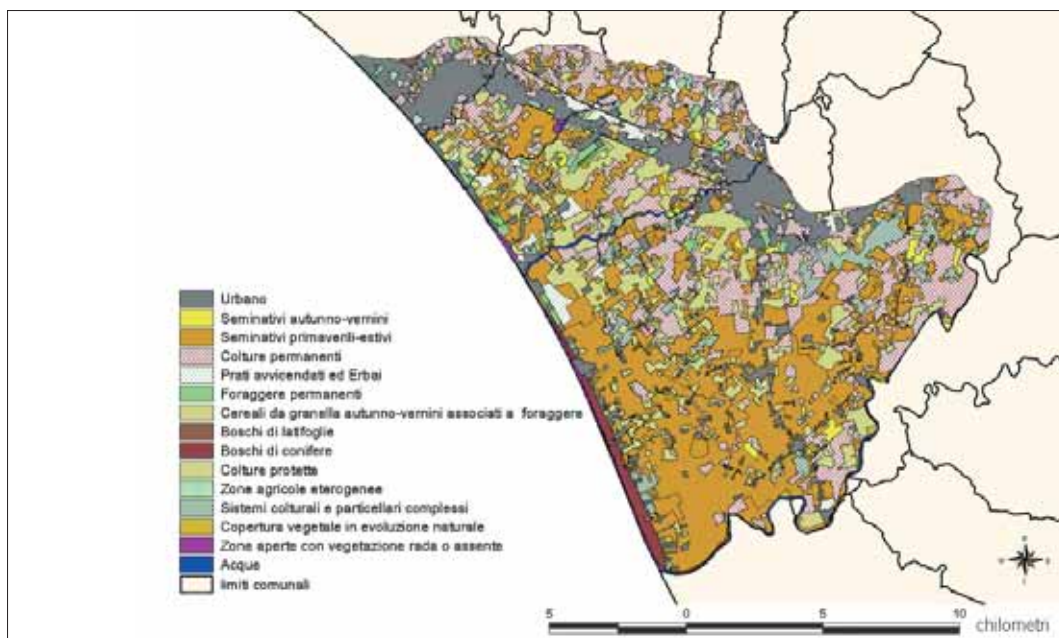 Urbano
Seminativi autunno-vernini
Seminativi primaverili-estivi
Colture permanenti
Prati avvicendati ed Erbai
Foraggere permanenti
Cereali da granella autunno-vernini associati a foraggere
Boschi di latifoglie
Boschi di conifere
Colture protette
Zone agricole eterogenee
Sistemi colturali e particellari complessi
Copertura vegetale in evoluzione naturale
Zone aperte con vegetazione rada o assente
Acque
limiti comunali
5 0 5 10
chilometri